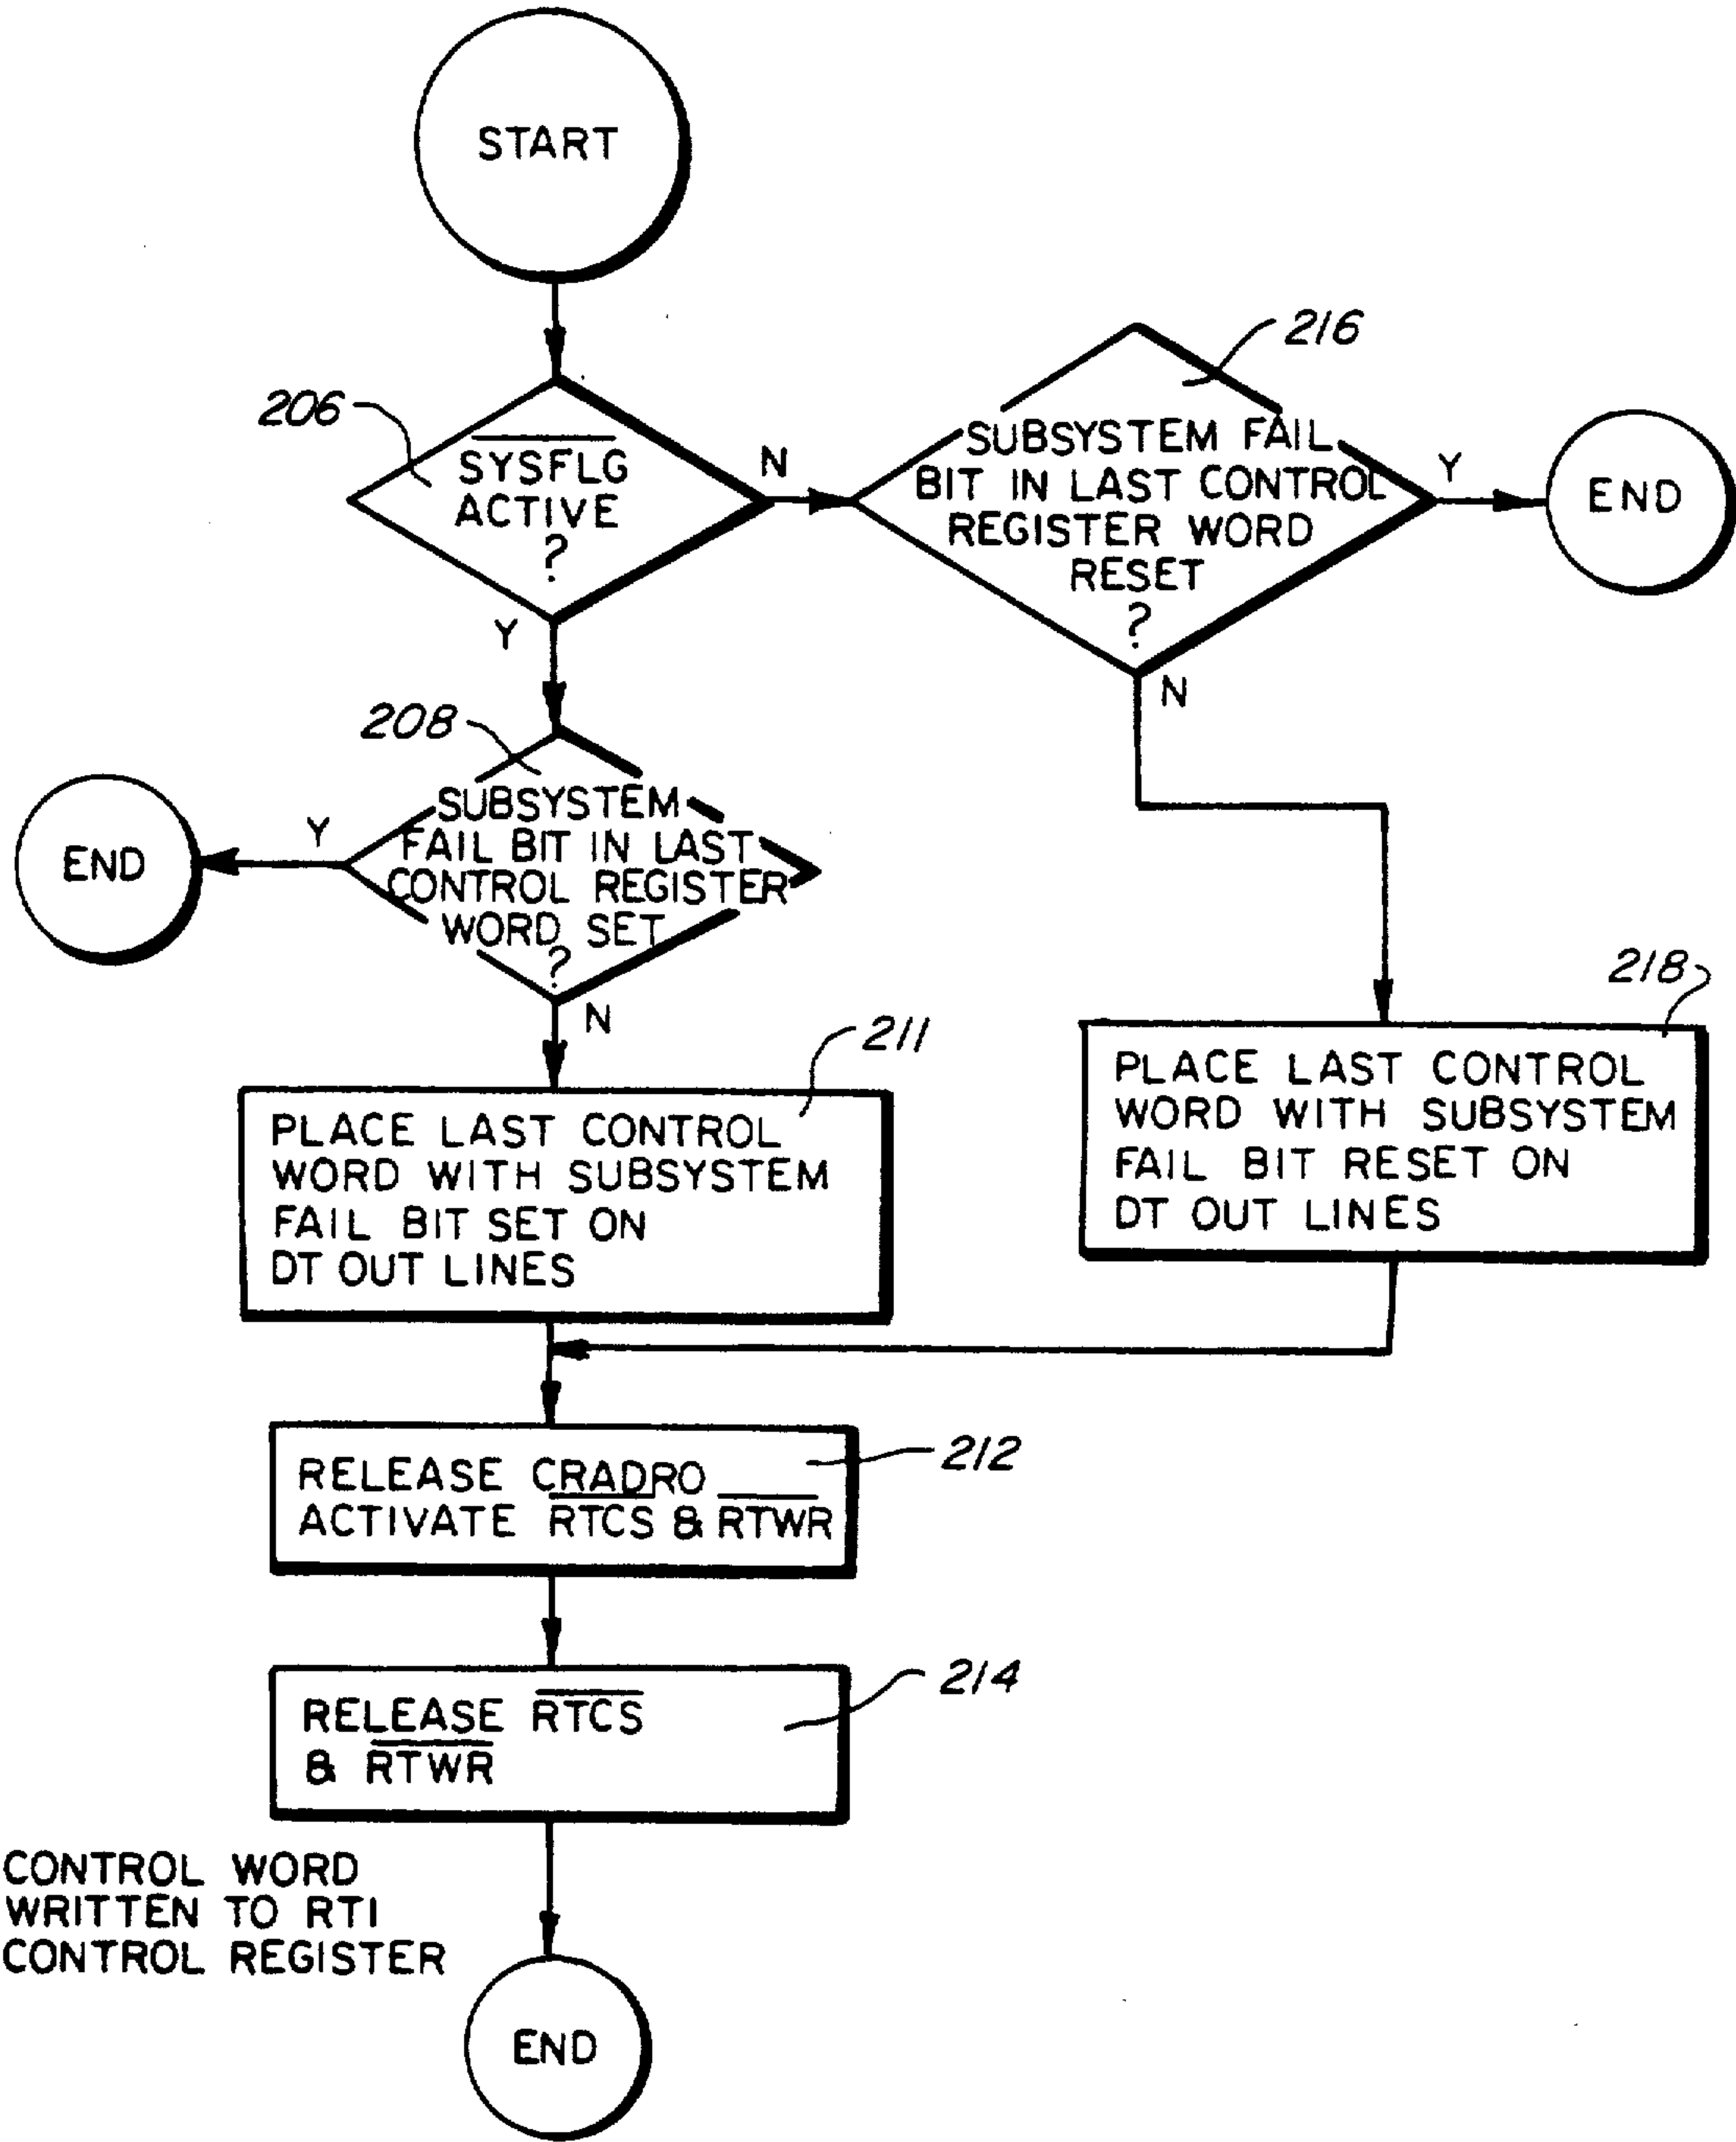 START
206
SYSFLG
ACTIVE
?
N
Y
216
SUBSYSTEM FAIL
BIT IN LAST CONTROL
REGISTER WORD
RESET
?
Y
END
N
208
SUBSYSTEM
FAIL BIT IN LAST
CONTROL REGISTER
WORD SET
?
Y
END
N
211
PLACE LAST CONTROL
WORD WITH SUBSYSTEM
FAIL BIT SET ON
DT OUT LINES
218
PLACE LAST CONTROL
WORD WITH SUBSYSTEM
FAIL BIT RESET ON
DT OUT LINES
212
RELEASE CRADRO
ACTIVATE RTCS & RTWR
214
RELEASE RTCS
& RTWR
CONTROL WORD
WRITTEN TO RTI
CONTROL REGISTER
END